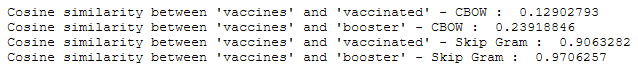 Cosine similarity between 'vaccines' and 'vaccinated' - CBOW :  0.12902793
Cosine similarity between 'vaccines' and 'booster' - CBOW :  0.23918846
Cosine similarity between 'vaccines' and 'vaccinated' - Skip Gram :  0.9063282
Cosine similarity between 'vaccines' and 'booster' - Skip Gram :  0.9706257